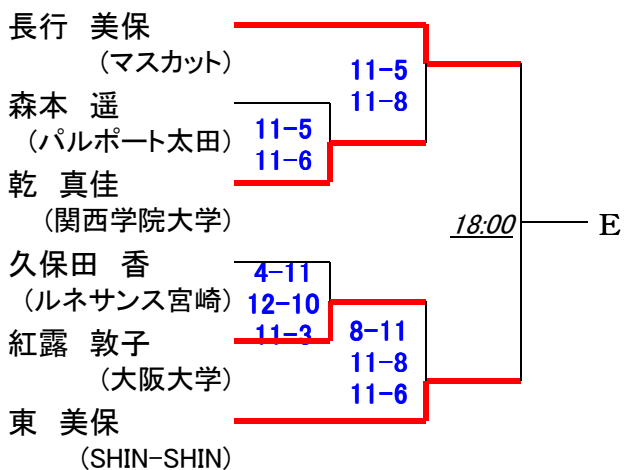 長行　美保
(マスカット)
11-5
11-8
森本　遥
(パルポート太田)
11-5
11-6
乾　真佳
(関西学院大学)
18:00
E
久保田　香
(ルネサンス宮崎)
4-11
12-10
11-3
紅露　敦子
(大阪大学)
8-11
11-8
11-6
東　美保
(SHIN-SHIN)